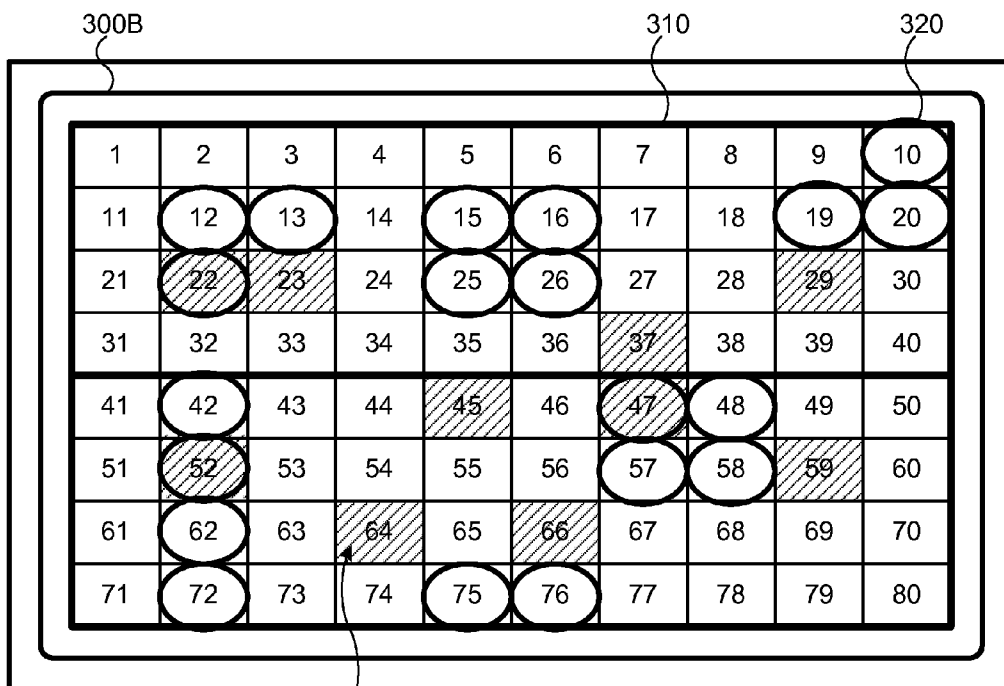 300B 310 320
1 2 3 4 5 6 7 8 9 10
11 12 13 14 15 16 17 18 19 20
21 22 23 24 25 26 27 28 29 30
31 32 33 34 35 36 37 38 39 40
41 42 43 44 45 46 47 48 49 50
51 52 53 54 55 56 57 58 59 60
61 62 63 64 65 66 67 68 69 70
71 72 73 74 75 76 77 78 79 80